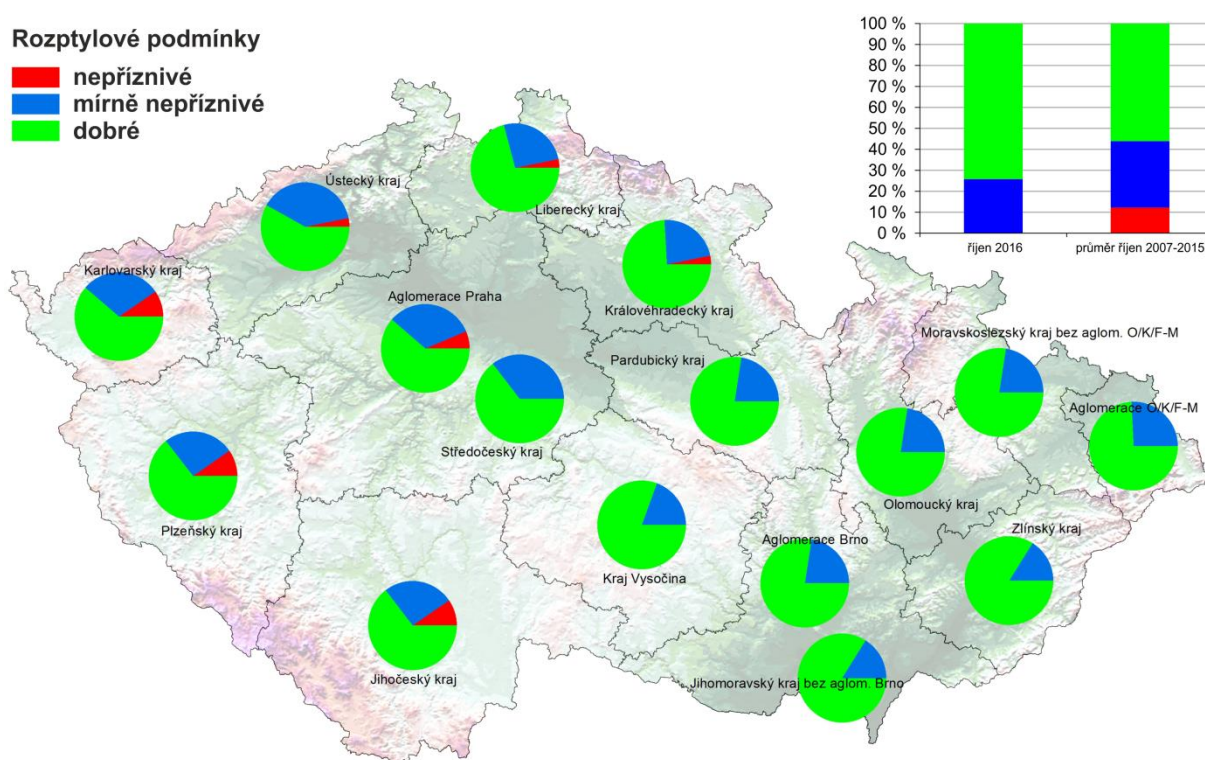 Rozptylové podmínky
nepříznivé
mírně nepříznivé
dobré
100 %
90 %
80 %
70 %
60 %
50 %
40 %
30 %
20 %
10 %
0 %
říjen 2016
průměr říjen 2007-2015
Ústecký kraj
Liberecký kraj
Karlovarský kraj
Aglomerace Praha
Královéhradecký kraj
Moravskoslezský kraj bez aglom. O/K/F-M
Pardubický kraj
Aglomerace O/K/F-M
Středočeský kraj
Olomoucký kraj
Plzeňský kraj
Zlínský kraj
Aglomerace Brno
Kraj Vysočina
Jihočeský kraj
Jihomoravský kraj bez aglom. Brno